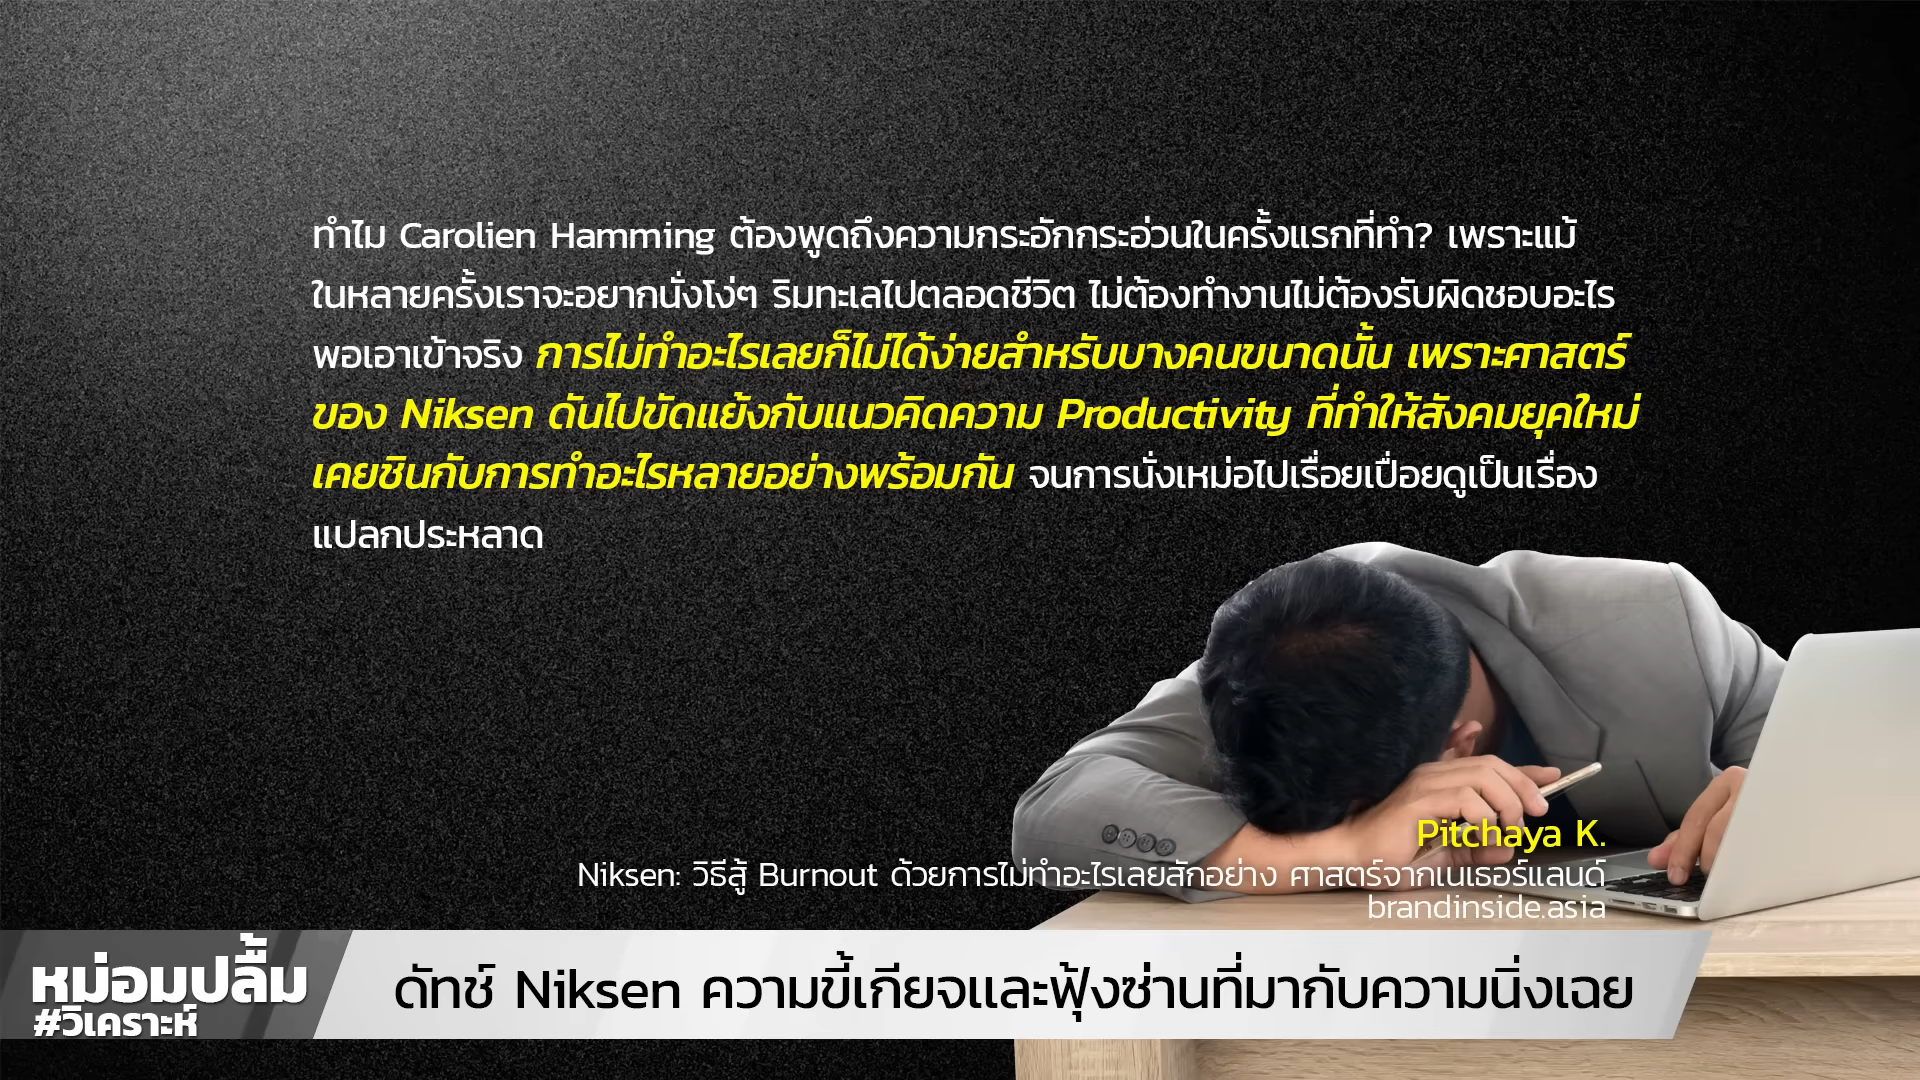 ทำไม Carolien Hamming ต้องพูดถึงความกระอักกระอ่วนในครั้งแรกที่ทำ? เพราะแม้
ในหลายครั้งเราจะอยากนั่งโง่ๆ ริมทะเลไปตลอดชีวิต ไม่ต้องทำงานไม่ต้องรับผิดชอบอะไร
พอเอาเข้าจริง การไม่ทำอะไรเลยก็ไม่ได้ง่ายสำหรับบางคนขนาดนั้น เพราะศาสตร์
ของ Niksen ดันไปขัดแย้งกับแนวคิดความ Productivity ที่ทำให้สังคมยุคใหม่
เคยชินกับการทำอะไรหลายอย่างพร้อมกัน จนการนั่งเหม่อไปเรื่อยเปื่อยดูเป็นเรื่อง
แปลกประหลาด
Pitchaya K.
Niksen: วิธีสู้ Burnout ด้วยการไม่ทำอะไรเลยสักอย่าง ศาสตร์จากเนเธอร์แลนด์
brandinside.asia
หม่อมปลื้ม
#วิเคราะห์
ดัทช์ Niksen ความขี้เกียจและฟุ้งซ่านที่มากับความนิ่งเฉย